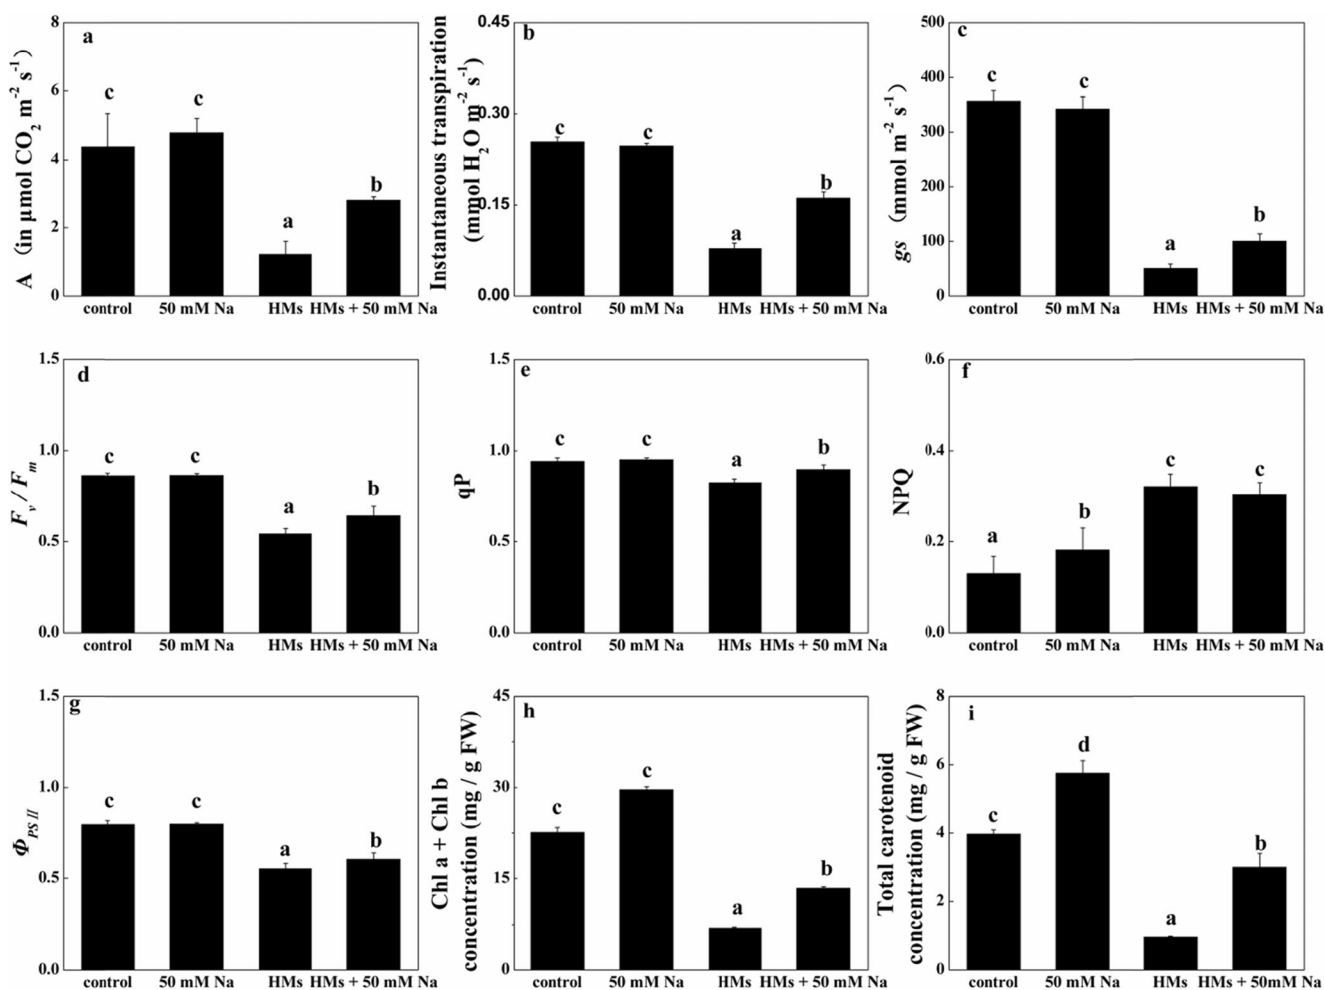 a
A (in μmol CO2 m-2 s-1)
8
6
4
2
0
c
c
a
b
control
50 mM Na
HMs
HMs + 50 mM Na
b
Instantaneous transpiration
(mmol H2O m-2 s-1)
0.45
0.30
0.15
0.00
c
c
a
b
control
50 mM Na
HMs
HMs + 50 mM Na
c
gs (mmol m-2 s-1)
500
400
300
200
100
0
c
c
a
b
control
50 mM Na
HMs
HMs + 50 mM Na
d
Fv / Fm
1.5
1.0
0.5
0.0
c
c
a
b
control
50 mM Na
HMs
HMs + 50 mM Na
e
qP
1.5
1.0
0.5
0.0
c
c
a
b
control
50 mM Na
HMs
HMs + 50 mM Na
f
NPQ
0.6
0.4
0.2
0.0
a
b
c
c
control
50 mM Na
HMs
HMs + 50 mM Na
g
ΦPS II
1.5
1.0
0.5
0.0
c
c
a
b
control
50 mM Na
HMs
HMs + 50 mM Na
h
Chl a + Chl b
concentration (mg / g FW)
45
30
15
0
c
c
a
b
control
50 mM Na
HMs
HMs + 50 mM Na
i
Total carotenoid
concentration (mg / g FW)
8
6
4
2
0
c
d
a
b
control
50 mM Na
HMs
HMs + 50mM Na